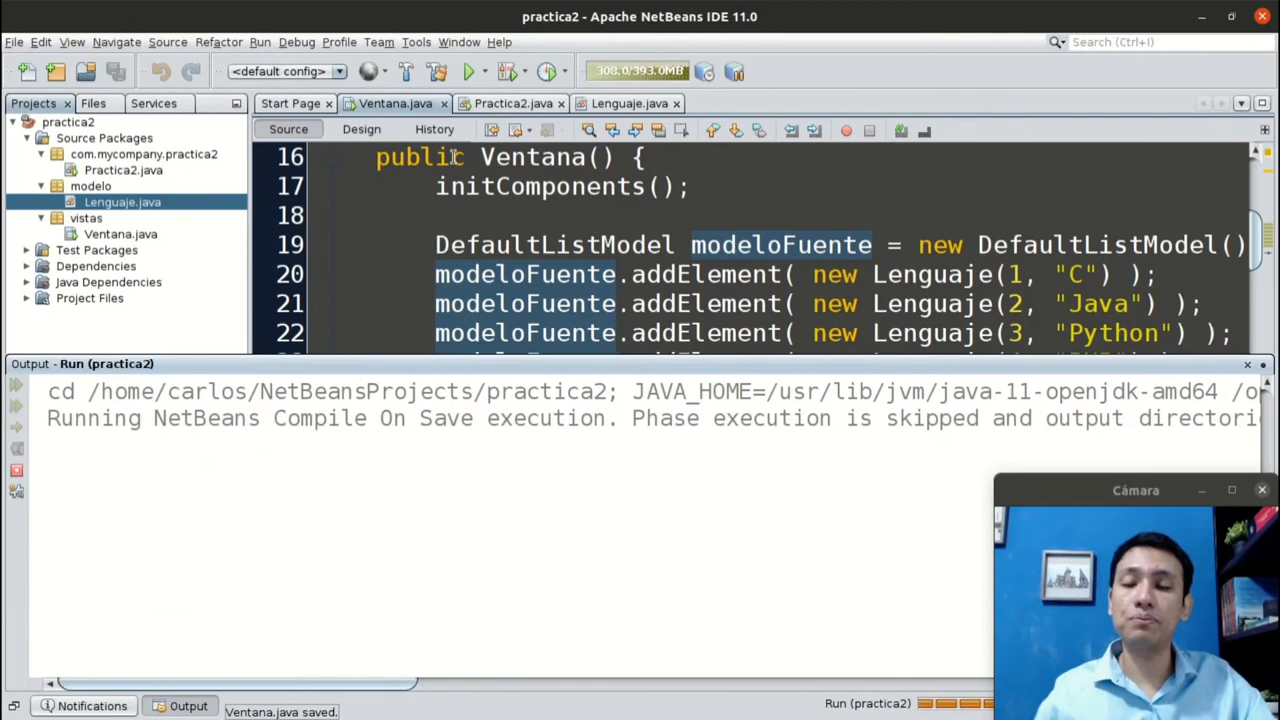 practica2 - Apache NetBeans IDE 11.0
File Edit View Navigate Source Refactor Run Debug Profile Team Tools Window Help
Search (Ctrl+I)
<default config>
308.0/393.0MB
Projects Files Services
Start Page Ventana.java Practica2.java Lenguaje.java
Source Design History
practica2
Source Packages
com.mycompany.practica2
Practica2.java
modelo
Lenguaje.java
vistas
Ventana.java
Test Packages
Dependencies
Java Dependencies
Project Files
16 public Ventana() {
17 initComponents();
18
19 DefaultListModel modeloFuente = new DefaultListModel()
20 modeloFuente.addElement( new Lenguaje(1, "C") );
21 modeloFuente.addElement( new Lenguaje(2, "Java") );
22 modeloFuente.addElement( new Lenguaje(3, "Python") );
Output - Run (practica2)
cd /home/carlos/NetBeansProjects/practica2; JAVA_HOME=/usr/lib/jvm/java-11-openjdk-amd64 /o
Running NetBeans Compile On Save execution. Phase execution is skipped and output directori
Cámara
Notifications Output Ventana.java saved.
Run (practica2)